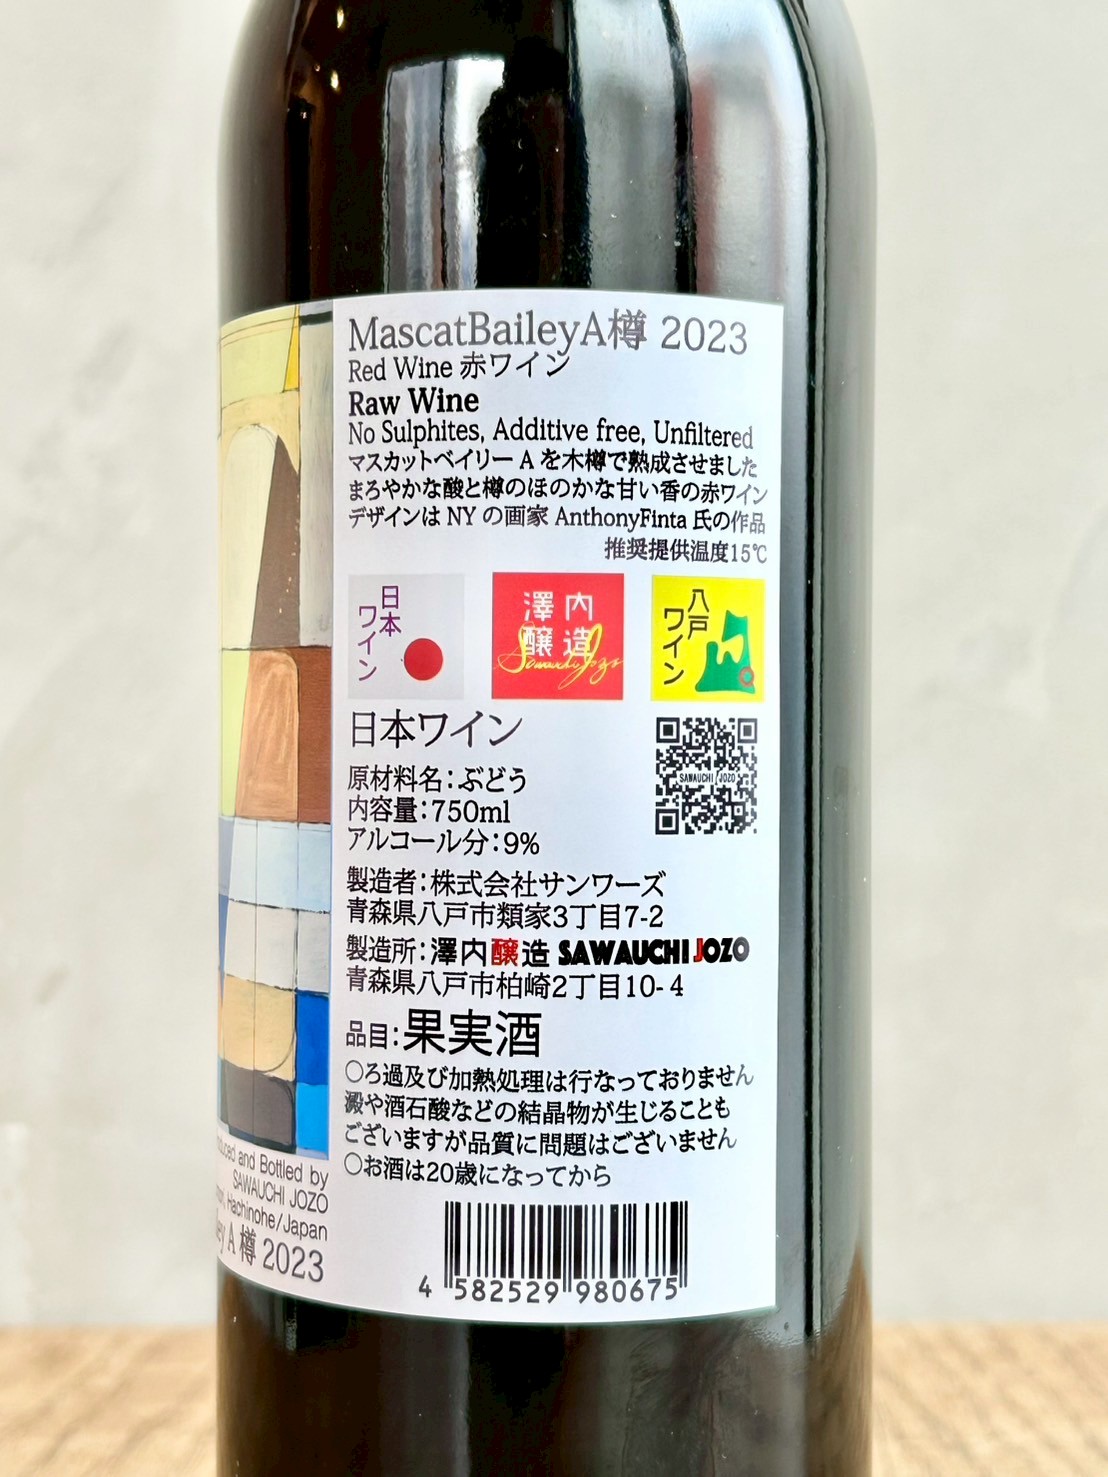 MascatBaileyA樽 2023
Red Wine 赤ワイン
Raw Wine
No Sulphites, Additive free, Unfiltered
マスカットベイリー A を木樽で熟成させました
まろやかな酸と樽のほのかな甘い香の赤ワイン
デザインは NY の画家 AnthonyFinta 氏の作品
推奨提供温度15℃
日本
ワイン
澤内
醸造
Sawauchi Jozo
八戸
ワイン
日本ワイン
SAWAUCHI JOZO
原材料名：ぶどう
内容量：750ml
アルコール分：9%
製造者：株式会社サンワーズ
青森県八戸市類家3丁目7-2
製造所：澤内醸造 SAWAUCHI JOZO
青森県八戸市柏崎2丁目10-4
品目：果実酒
○ろ過及び加熱処理は行なっておりません
澱や酒石酸などの結晶物が生じることも
ございますが品質に問題はございません
○お酒は20歳になってから
4 582529 980675
and Bottled by
SAWAUCHI JOZO
Hachinohe/Japan
A 樽 2023